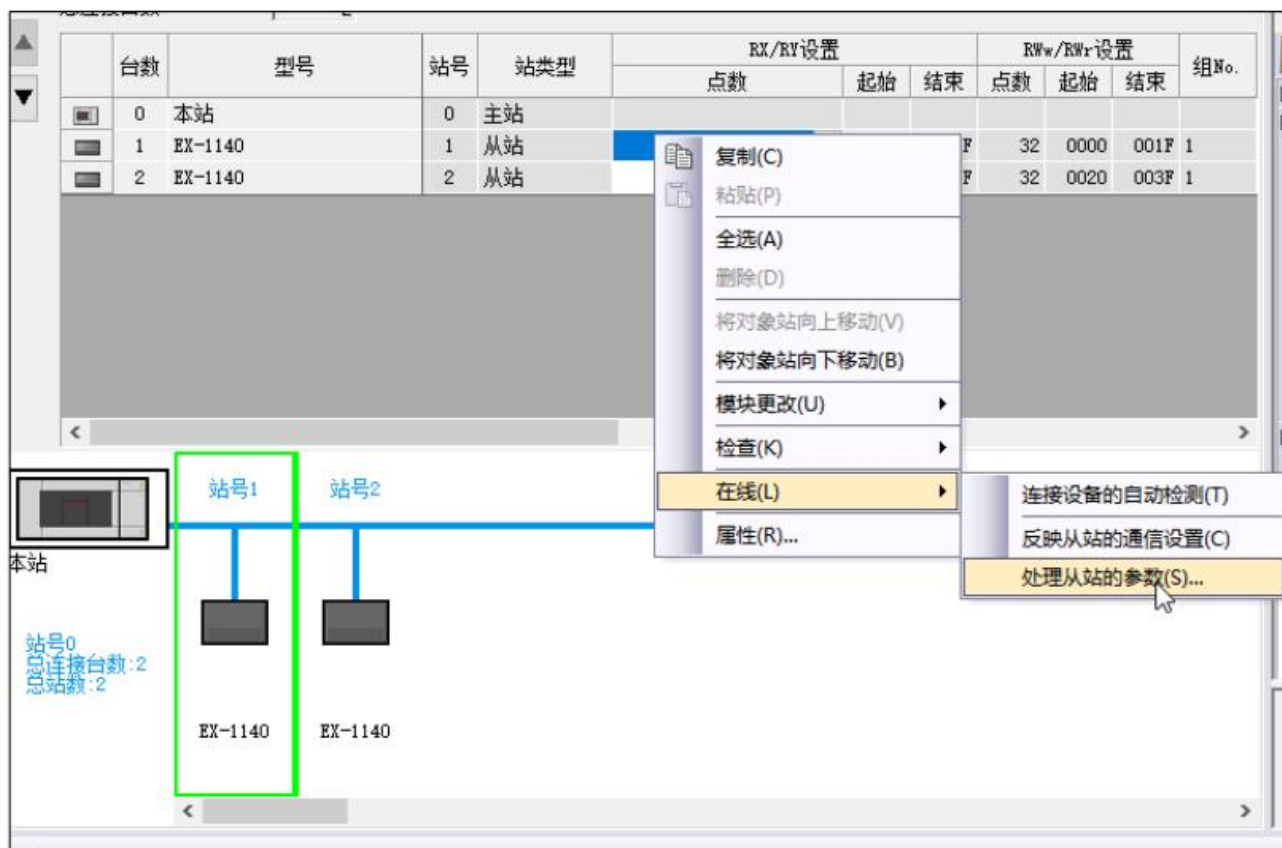 台数 型号 站号 站类型 RX/RY设置 RWw/RWr设置 组No.
点数 起始 结束 点数 起始 结束
0 本站 0 主站
1 EX-1140 1 从站 F 32 0000 001F 1
2 EX-1140 2 从站 F 32 0020 003F 1
复制(C)
粘贴(P)
全选(A)
删除(D)
将对象站向上移动(V)
将对象站向下移动(B)
模块更改(U)
检查(K)
在线(L)
属性(R)...
连接设备的自动检测(T)
反映从站的通信设置(C)
处理从站的参数(S)...
站号1 站号2
本站
站号0
总连接台数:2
总站数:2
EX-1140 EX-1140